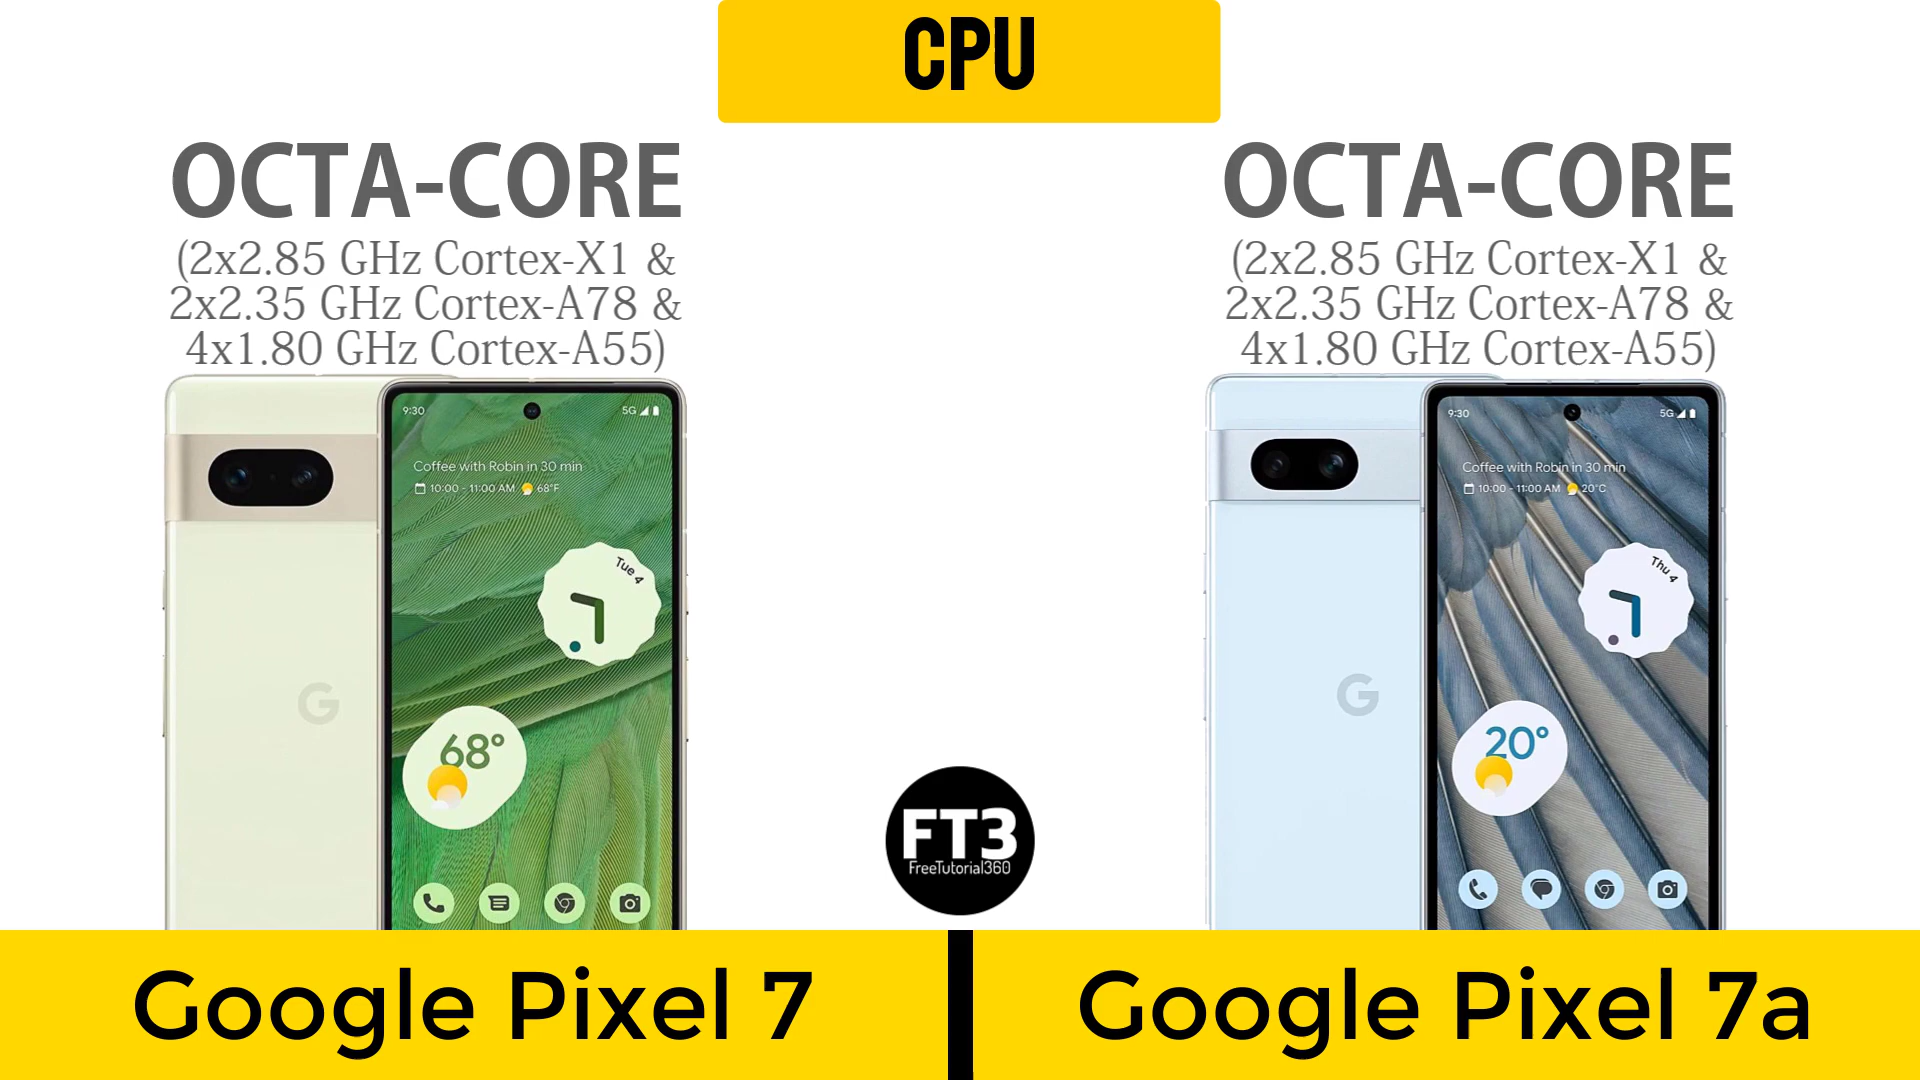 CPU
OCTA-CORE
(2x2.85 GHz Cortex-X1 &
2x2.35 GHz Cortex-A78 &
4x1.80 GHz Cortex-A55)
9:30
5G
Coffee with Robin in 30 min
10:00 - 11:00 AM 68°F
Tue 4
G
68°
OCTA-CORE
(2x2.85 GHz Cortex-X1 &
2x2.35 GHz Cortex-A78 &
4x1.80 GHz Cortex-A55)
9:30
5G
Coffee with Robin in 30 min
10:00 - 11:00 AM 20°C
Thu 4
G
20°
FT3
FreeTutorial360
Google Pixel 7
Google Pixel 7a